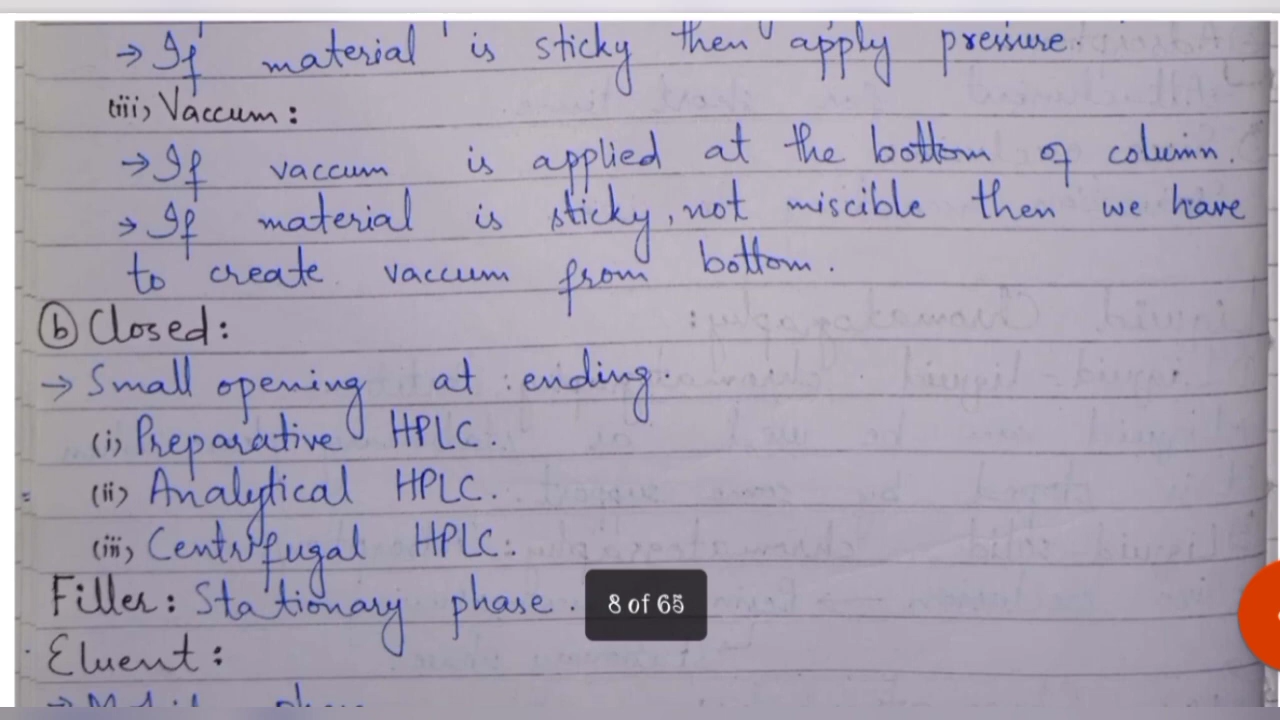 → If material is sticky then apply pressure.
(iii) Vaccum:
→ If vaccum is applied at the bottom of column.
→ If material is sticky, not miscible then we have
to create vaccum from bottom.
(b) Closed:
→ Small opening at ending
(i) Preparative HPLC.
(ii) Analytical HPLC.
(iii) Centrifugal HPLC.
Filler: Stationary phase.
8 of 65
Eluent: